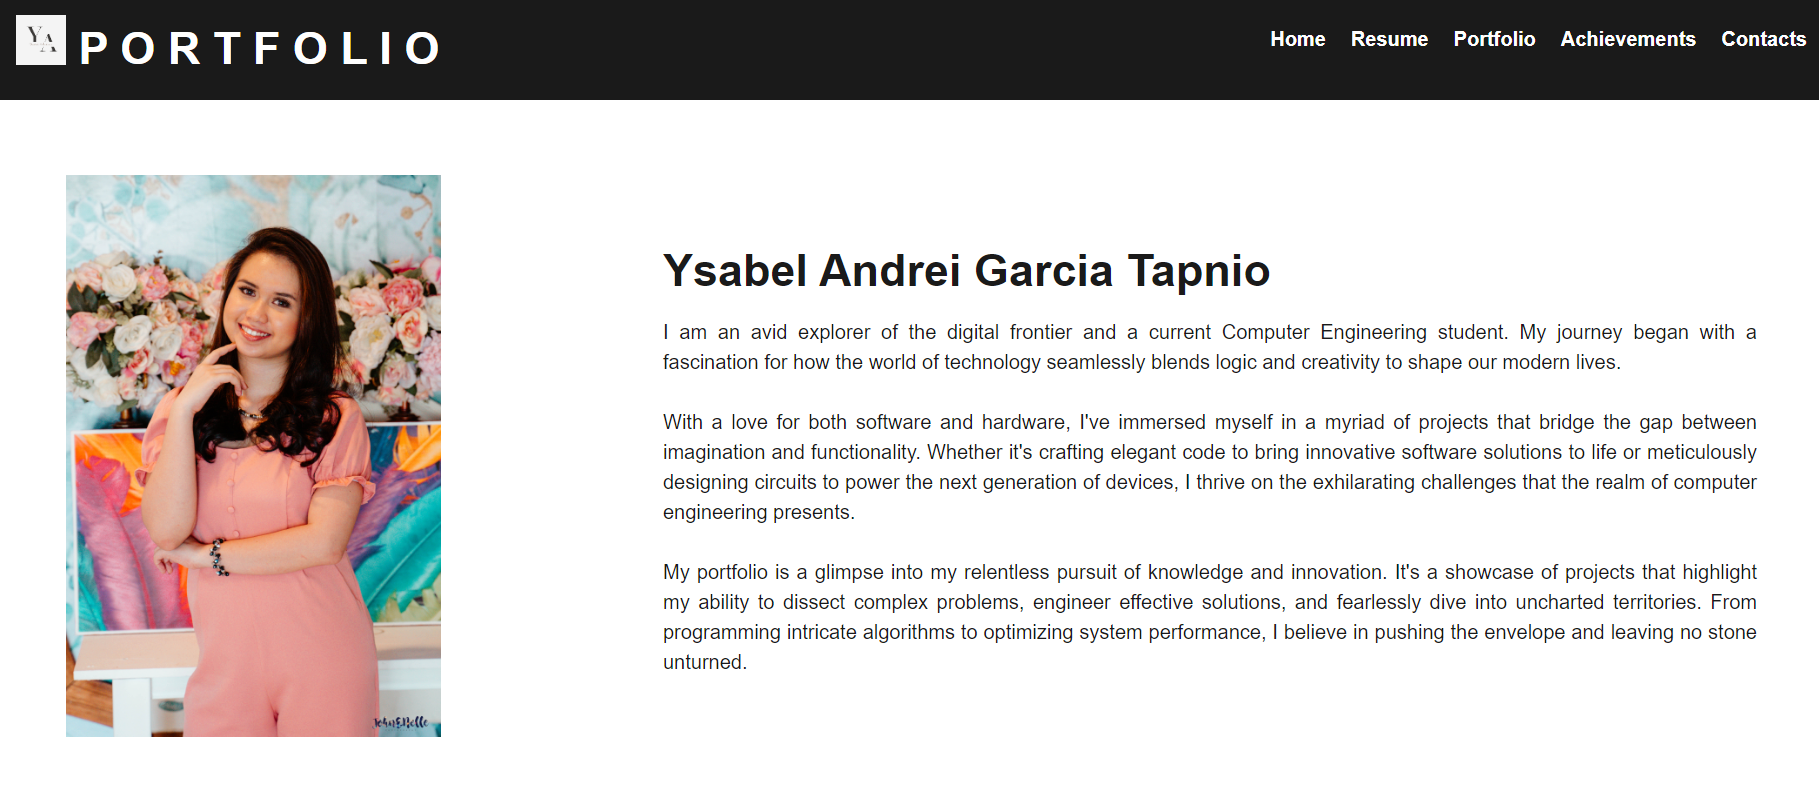 YA
PORTFOLIO
Home Resume Portfolio Achievements Contacts
Ysabel Andrei Garcia Tapnio
I am an avid explorer of the digital frontier and a current Computer Engineering student. My journey began with a
fascination for how the world of technology seamlessly blends logic and creativity to shape our modern lives.
With a love for both software and hardware, I've immersed myself in a myriad of projects that bridge the gap between
imagination and functionality. Whether it's crafting elegant code to bring innovative software solutions to life or meticulously
designing circuits to power the next generation of devices, I thrive on the exhilarating challenges that the realm of computer
engineering presents.
My portfolio is a glimpse into my relentless pursuit of knowledge and innovation. It's a showcase of projects that highlight
my ability to dissect complex problems, engineer effective solutions, and fearlessly dive into uncharted territories. From
programming intricate algorithms to optimizing system performance, I believe in pushing the envelope and leaving no stone
unturned.